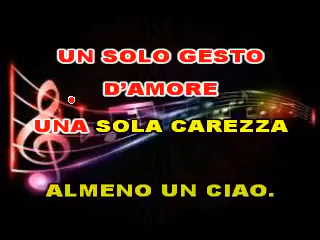 UN SOLO GESTO
D'AMORE
UNA SOLA CAREZZA
ALMENO UN CIAO.